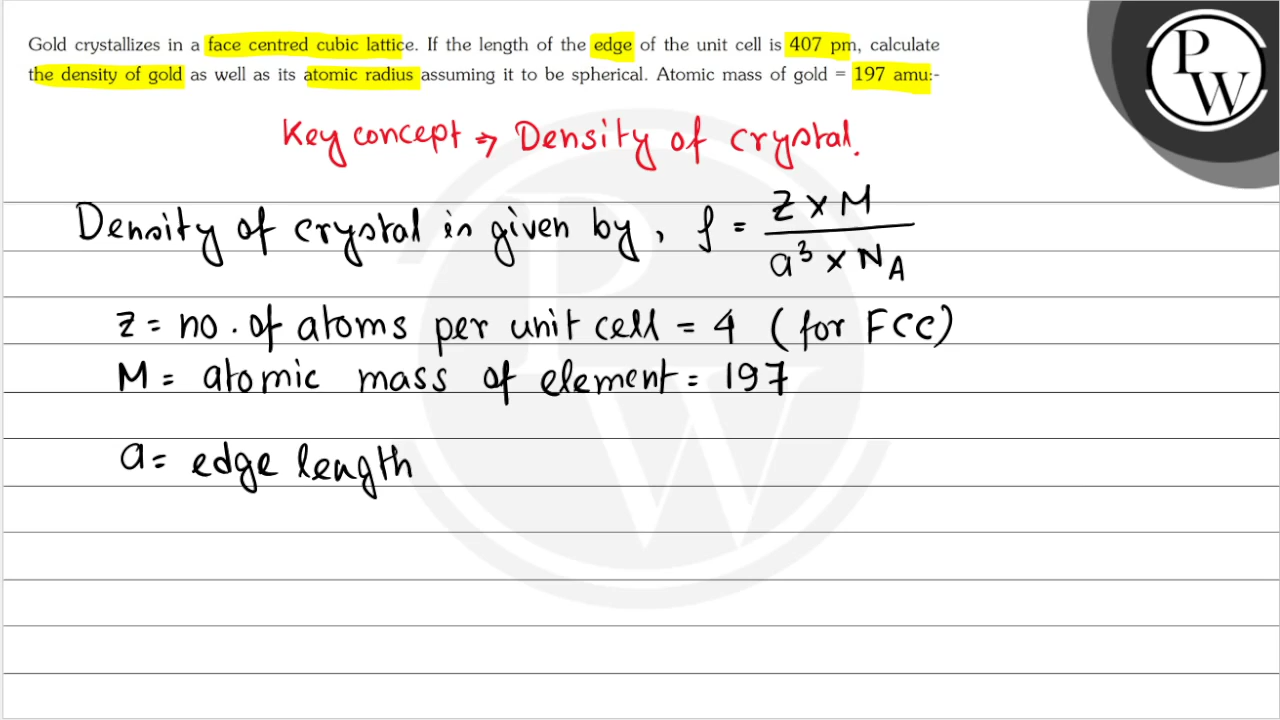 Gold crystallizes in a face centred cubic lattice. If the length of the edge of the unit cell is 407 pm, calculate
the density of gold as well as its atomic radius assuming it to be spherical. Atomic mass of gold = 197 amu:-
PW
Key concept → Density of crystal.
Density of crystal is given by, ρ = Z × M / a³ × N_A
Z = no. of atoms per unit cell = 4 (for FCC)
M = atomic mass of element = 197
a = edge length